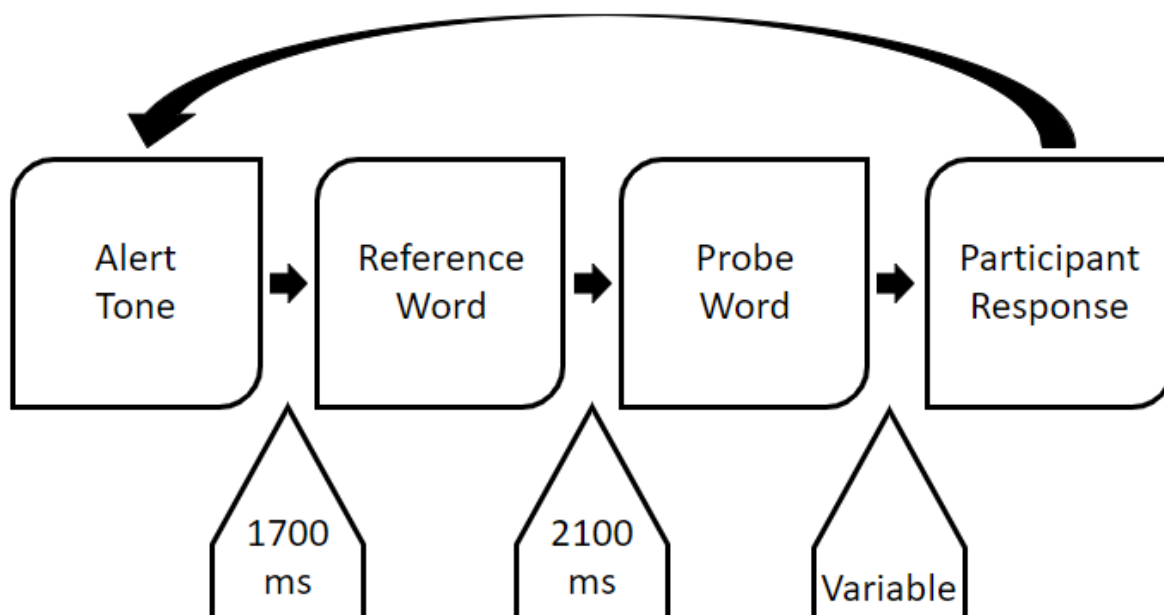 Alert
Tone
Reference
Word
Probe
Word
Participant
Response
1700
ms
2100
ms
Variable